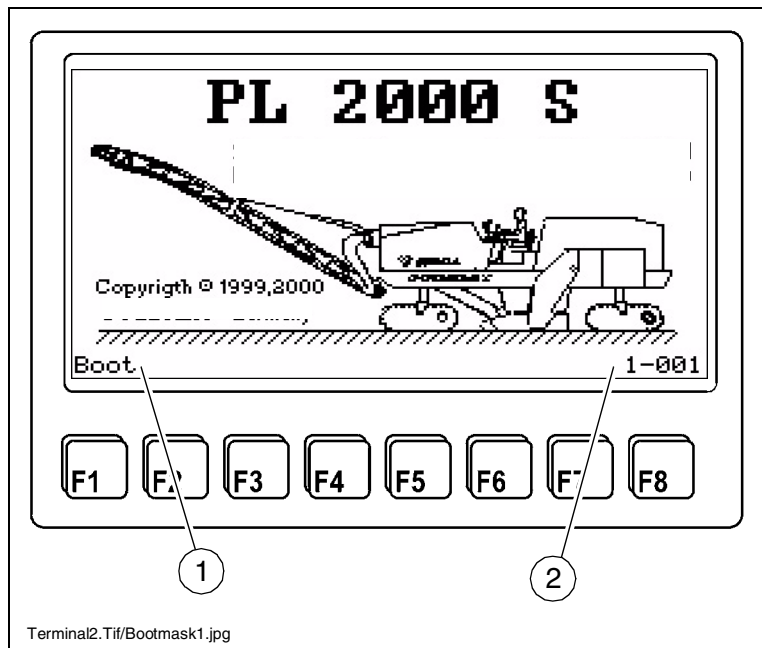 PL 2000 S
Copyrigth © 1999,2000
Boot 1-001
F1 F2 F3 F4 F5 F6 F7 F8
1 2
Terminal2.Tif/Bootmask1.jpg